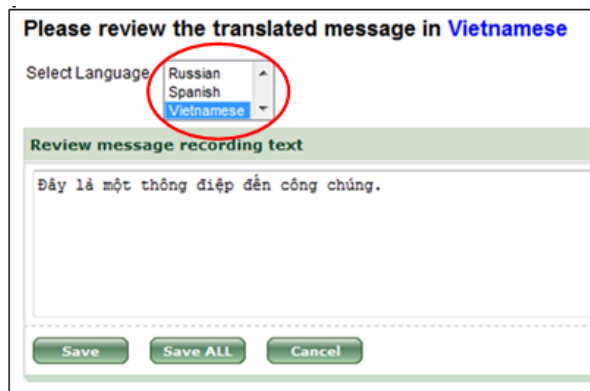 Please review the translated message in Vietnamese
Select Language
Russian
Spanish
Vietnamese
Review message recording text
Đây là một thông điệp đến công chúng.
Save Save ALL Cancel